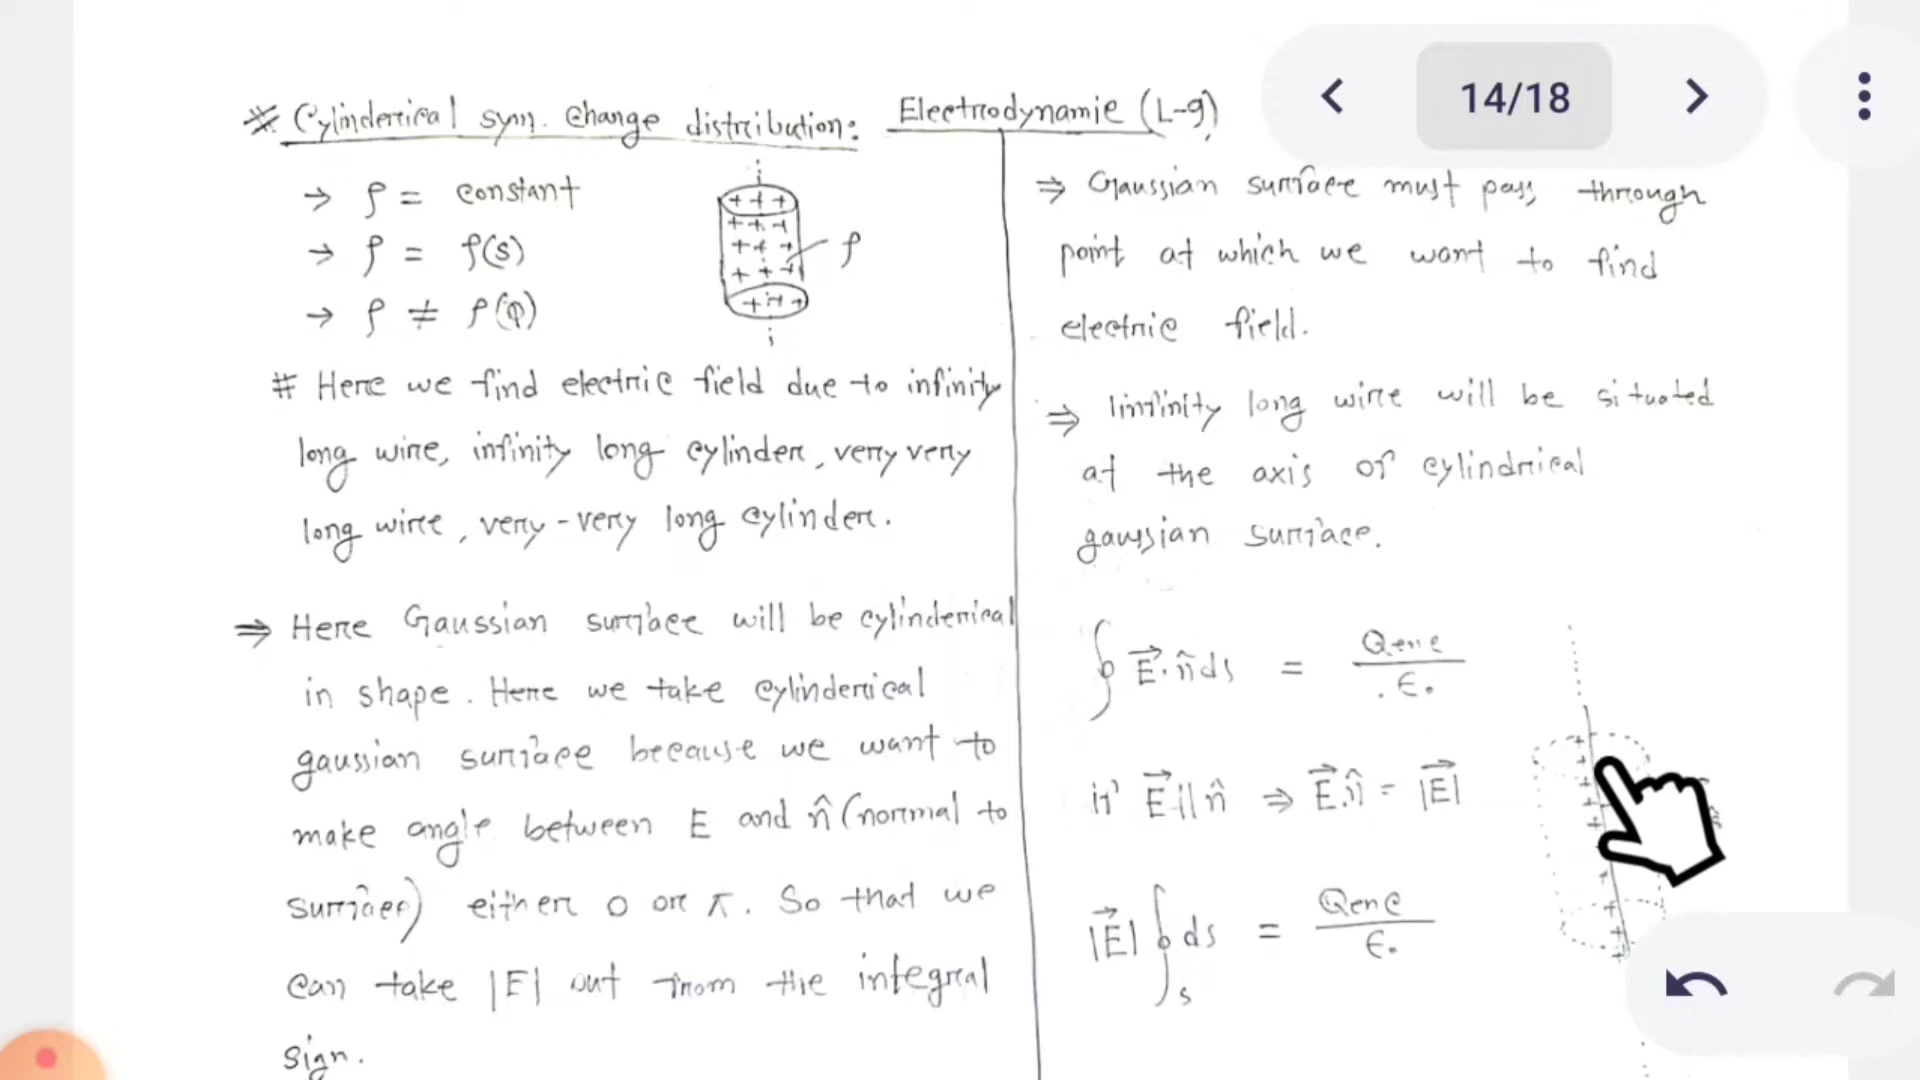 14/18
Electrodynamic (L-9)
* Cylinderical sym. charge distribution:
→ ρ = constant
→ ρ = ρ(s)
→ ρ ≠ ρ(φ)
+++
+++
+++
+++
+++
ρ
# Here we find electric field due to infinity
long wire, infinity long cylinder, very very
long wire, very-very long cylinder.
⇒ Here Gaussian surface will be cylinderical
in shape. Here we take cylinderical
gaussian surface because we want to
make angle between E and n̂ (normal to
surface) either 0 or π. So that we
can take |E| out from the integral
sign.
⇒ Gaussian surface must pass through
point at which we want to find
electric field.
⇒ Iinfinity long wire will be situated
at the axis of cylindrical
gaussian surface.
∮ E⃗·n̂ ds = Qenc/ε₀
if E⃗ || n̂ ⇒ E⃗.n̂ = |E⃗|
|E⃗| ∮s ds = Qenc/ε₀